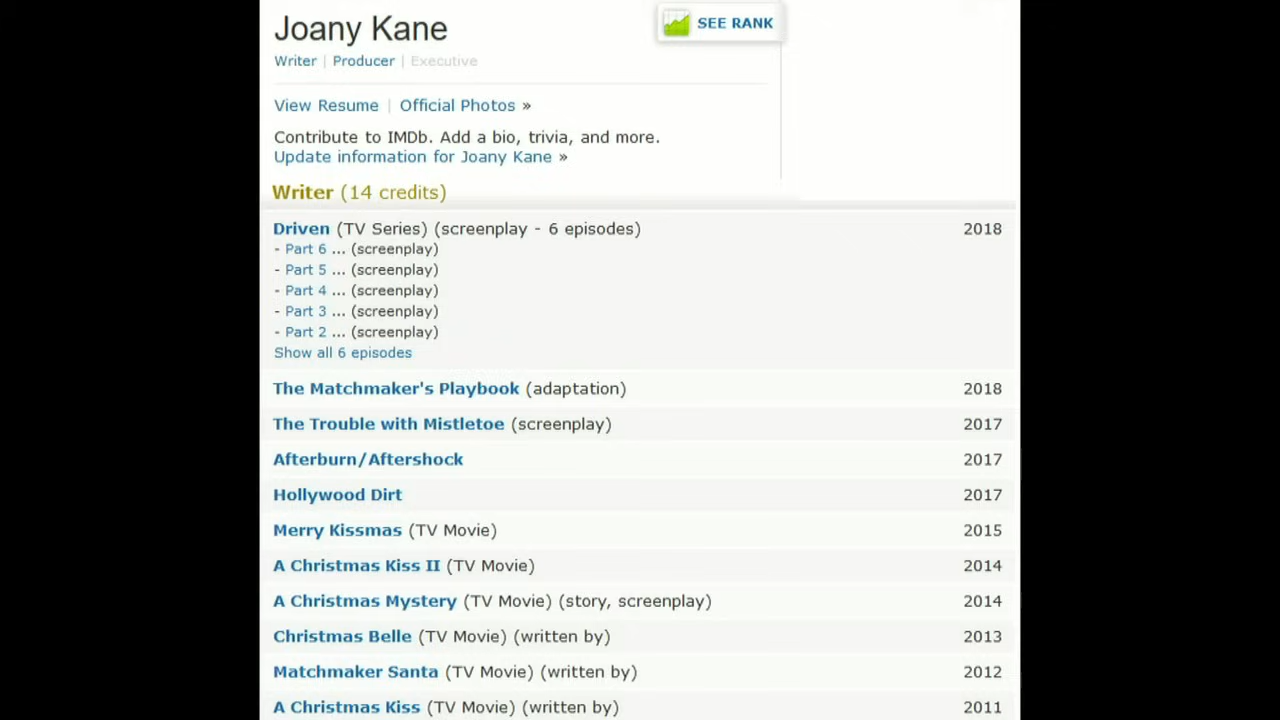 Joany Kane
SEE RANK
Writer | Producer | Executive
View Resume | Official Photos »
Contribute to IMDb. Add a bio, trivia, and more.
Update information for Joany Kane »
Writer (14 credits)
Driven (TV Series) (screenplay - 6 episodes) 2018
- Part 6 ... (screenplay)
- Part 5 ... (screenplay)
- Part 4 ... (screenplay)
- Part 3 ... (screenplay)
- Part 2 ... (screenplay)
Show all 6 episodes
The Matchmaker's Playbook (adaptation) 2018
The Trouble with Mistletoe (screenplay) 2017
Afterburn/Aftershock 2017
Hollywood Dirt 2017
Merry Kissmas (TV Movie) 2015
A Christmas Kiss II (TV Movie) 2014
A Christmas Mystery (TV Movie) (story, screenplay) 2014
Christmas Belle (TV Movie) (written by) 2013
Matchmaker Santa (TV Movie) (written by) 2012
A Christmas Kiss (TV Movie) (written by) 2011